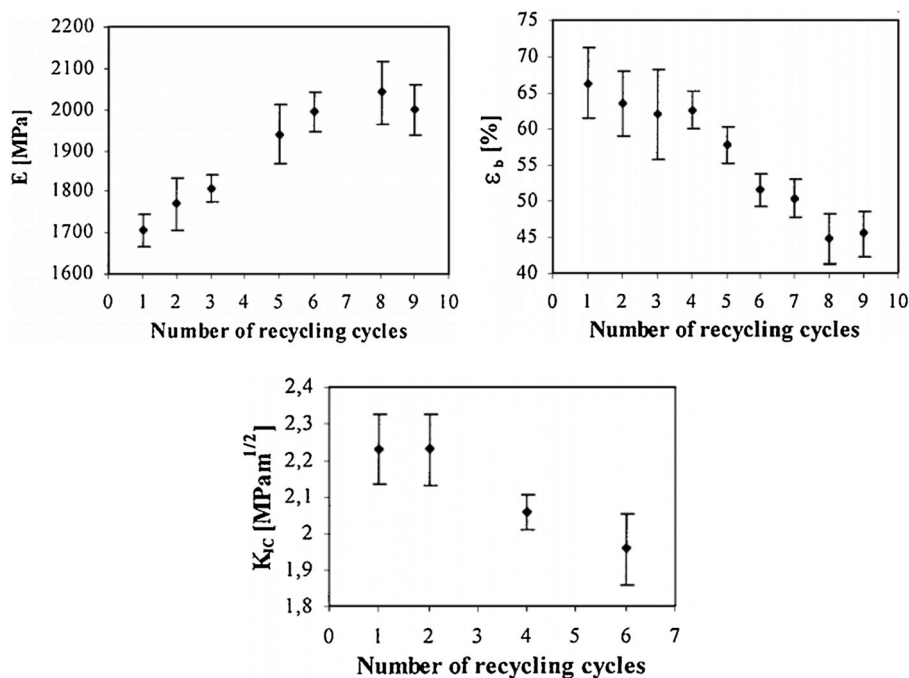 2200
2100
2000
1900
1800
1700
1600
E [MPa]
0 1 2 3 4 5 6 7 8 9 10
Number of recycling cycles
75
70
65
60
55
50
45
40
ε b [%]
0 1 2 3 4 5 6 7 8 9 10
Number of recycling cycles
2,4
2,3
2,2
2,1
2
1,9
1,8
K_IC [MPam^1/2]
0 1 2 3 4 5 6 7
Number of recycling cycles